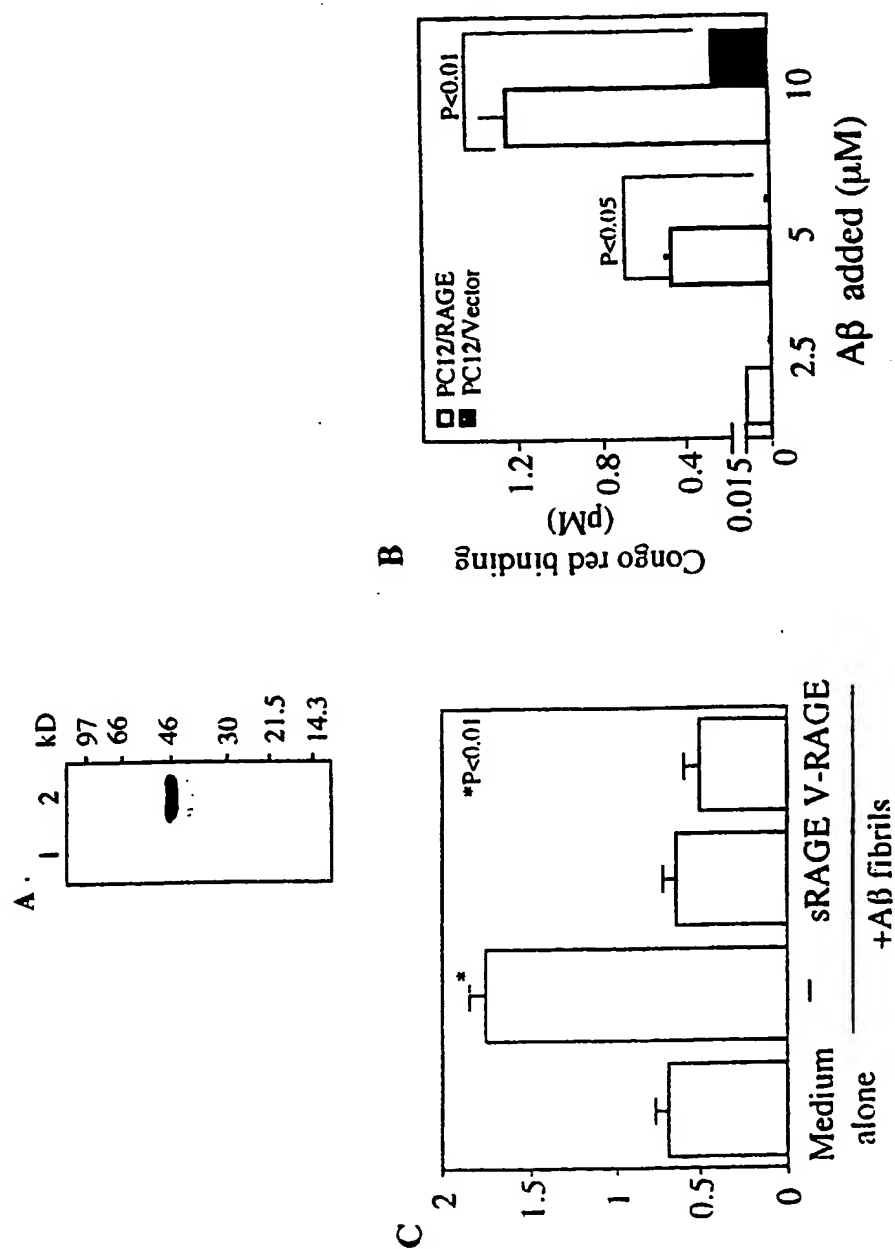 A
1 2 kD
97
66
46
30
21.5
14.3
B
Congo red binding
(pM)
1.2
0.8
0.4
0.015
0
PC12/RAGE
PC12/Vector
P<0.05
P<0.01
2.5 5 10
Aβ added (μM)
C
2
1.5
1
0.5
0
*
*P<0.01
Medium alone
– sRAGE V-RAGE
+Aβ fibrils